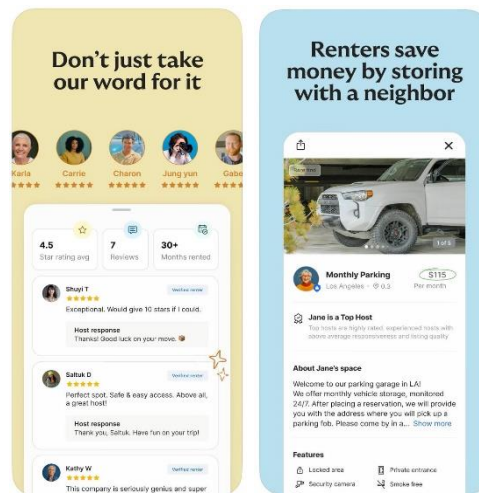 Don't just take
our word for it
Karla
Carrie
Charon
Jung yun
Gabe
4.5
Star rating avg
7
Reviews
30+
Months rented
Shuyi T
Verified renter
Exceptional. Would give 10 stars if I could.
Host response
Thanks! Good luck on your move. 📦
Saltuk D
Verified renter
Perfect spot. Safe & easy access. Above all,
a great host!
Host response
Thank you, Saltuk. Have fun on your trip!
Kathy W
Verified renter
This company is seriously genius and super
Renters save
money by storing
with a neighbor
1 of 5
Monthly Parking
$115
Los Angeles • 0.3
Per month
Jane is a Top Host
Top hosts are highly rated, experienced hosts with
above average responsiveness and listing quality
About Jane's space
Welcome to our parking garage in LA!
We offer monthly vehicle storage, monitored
24/7. After placing a reservation, we will provide
you with the address where you will pick up a
parking fob. Please come by in a... Show more
Features
Locked area
Private entrance
Security camera
Smoke free